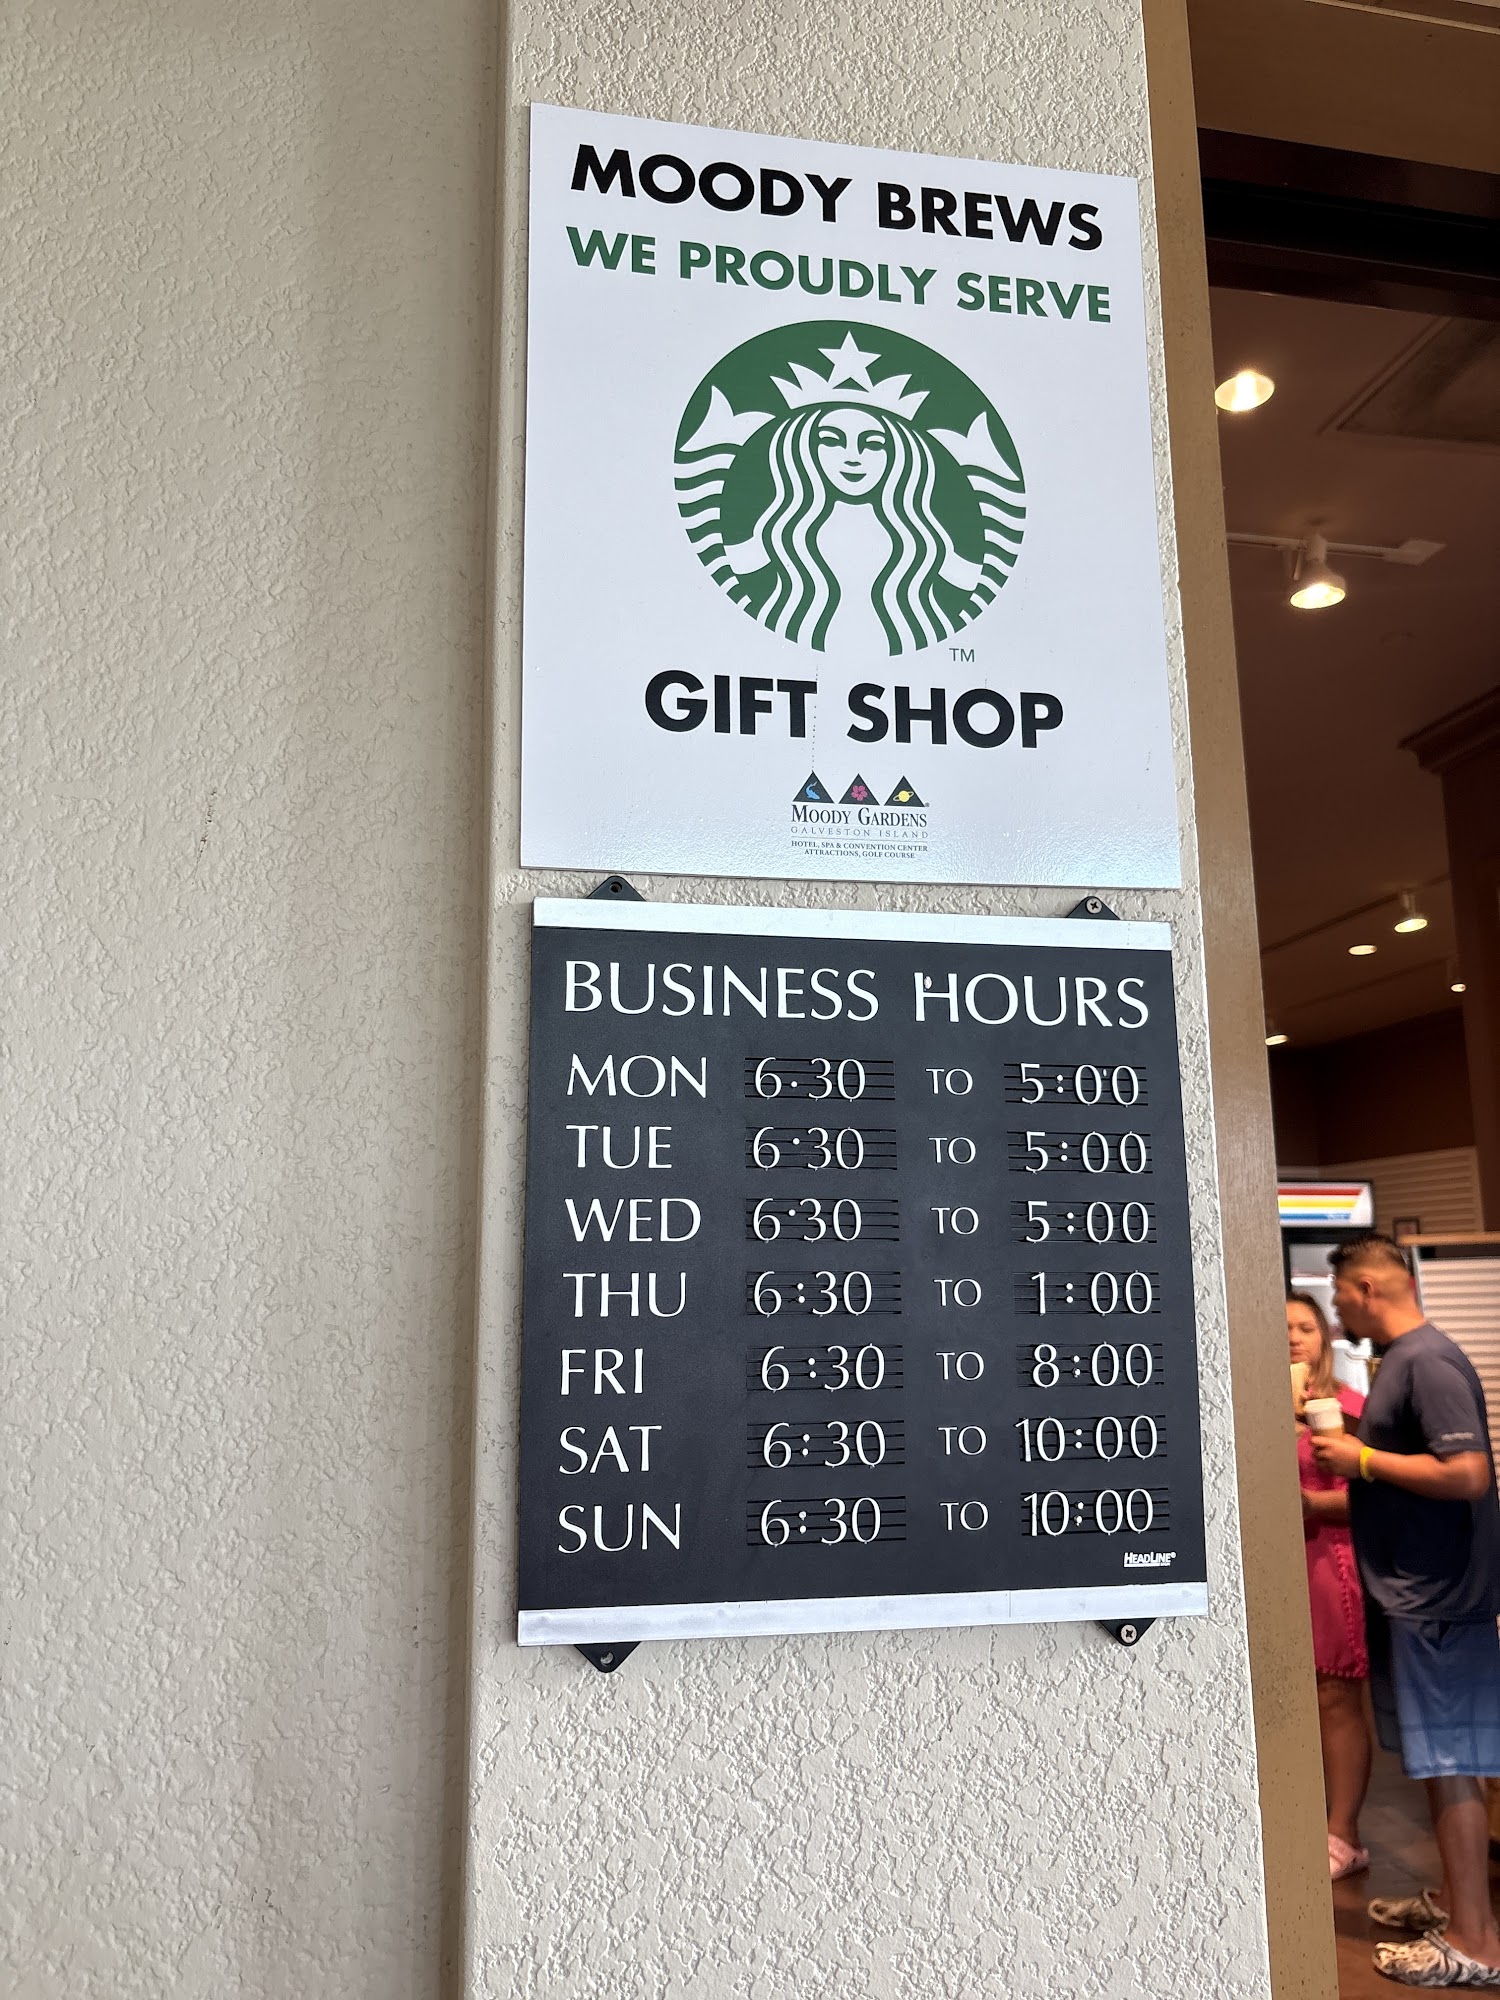 MOODY BREWS
WE PROUDLY SERVE
TM
GIFT SHOP
MOODY GARDENS®
GALVESTON ISLAND
HOTEL, SPA & CONVENTION CENTER
ATTRACTIONS, GOLF COURSE
BUSINESS HOURS
MON 6:30 TO 5:00
TUE 6:30 TO 5:00
WED 6:30 TO 5:00
THU 6:30 TO 1:00
FRI 6:30 TO 8:00
SAT 6:30 TO 10:00
SUN 6:30 TO 10:00
HEADLINE®